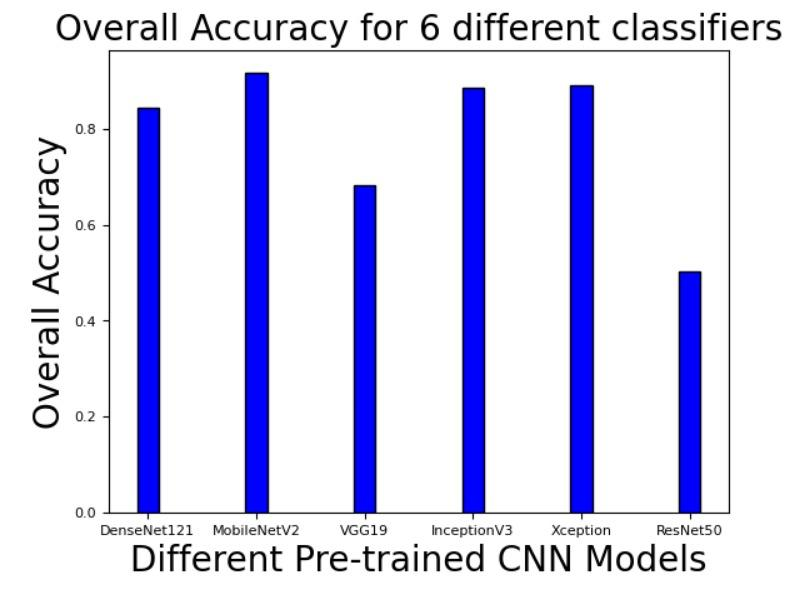 Overall Accuracy for 6 different classifiers
Overall Accuracy
0.8
0.6
0.4
0.2
0.0
DenseNet121 MobileNetV2 VGG19 InceptionV3 Xception ResNet50
Different Pre-trained CNN Models